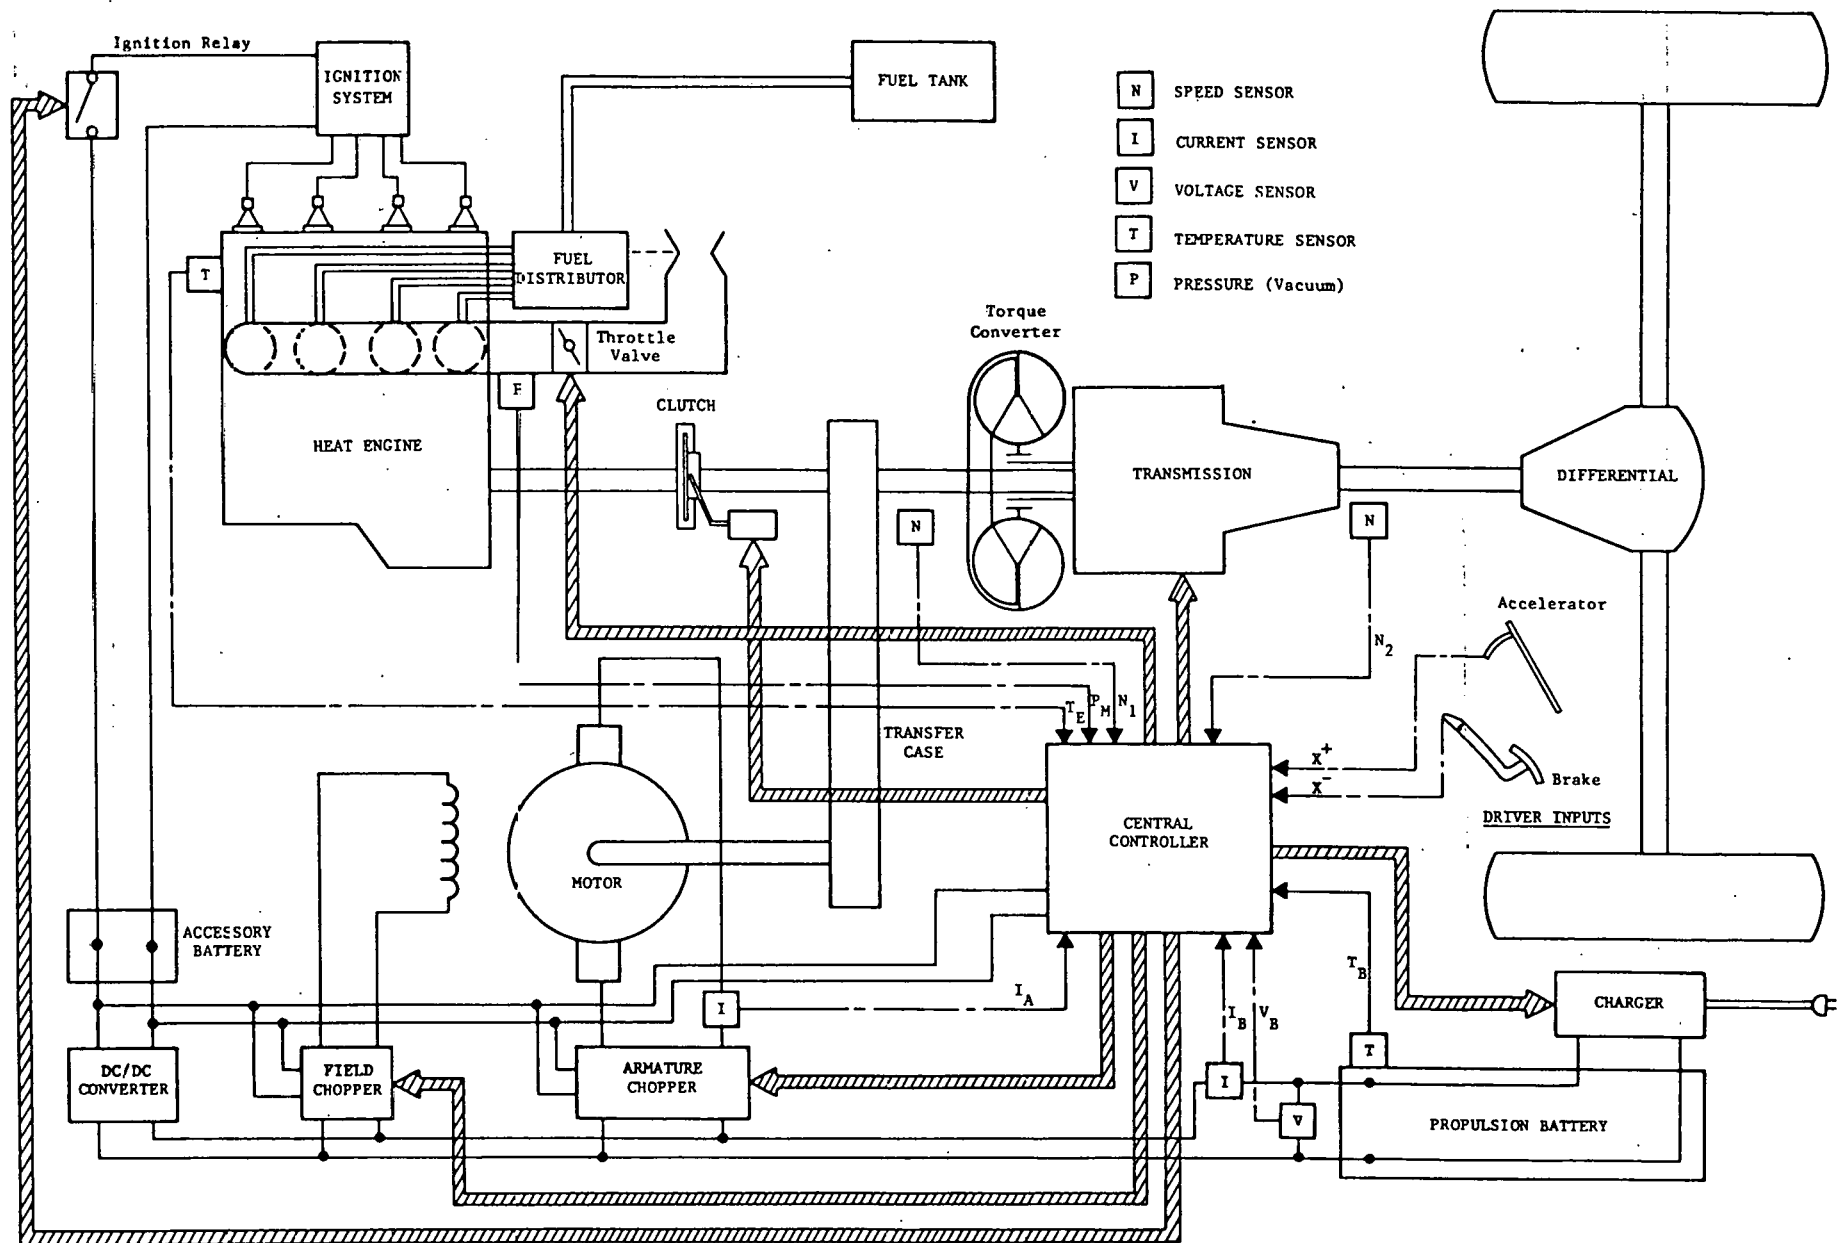 Ignition Relay
IGNITION
SYSTEM
FUEL TANK
N SPEED SENSOR
I CURRENT SENSOR
V VOLTAGE SENSOR
T TEMPERATURE SENSOR
P PRESSURE (Vacuum)
T
FUEL
DISTRIBUTOR
Throttle
Valve
P
HEAT ENGINE
CLUTCH
Torque
Converter
TRANSMISSION
DIFFERENTIAL
N
N
Accelerator
N2
TE
PM
N1
TRANSFER
CASE
X+
X-
Brake
DRIVER INPUTS
CENTRAL
CONTROLLER
MOTOR
ACCESSORY
BATTERY
I
IA
IB
VB
TB
CHARGER
DC/DC
CONVERTER
FIELD
CHOPPER
ARMATURE
CHOPPER
I
V
T
PROPULSION BATTERY